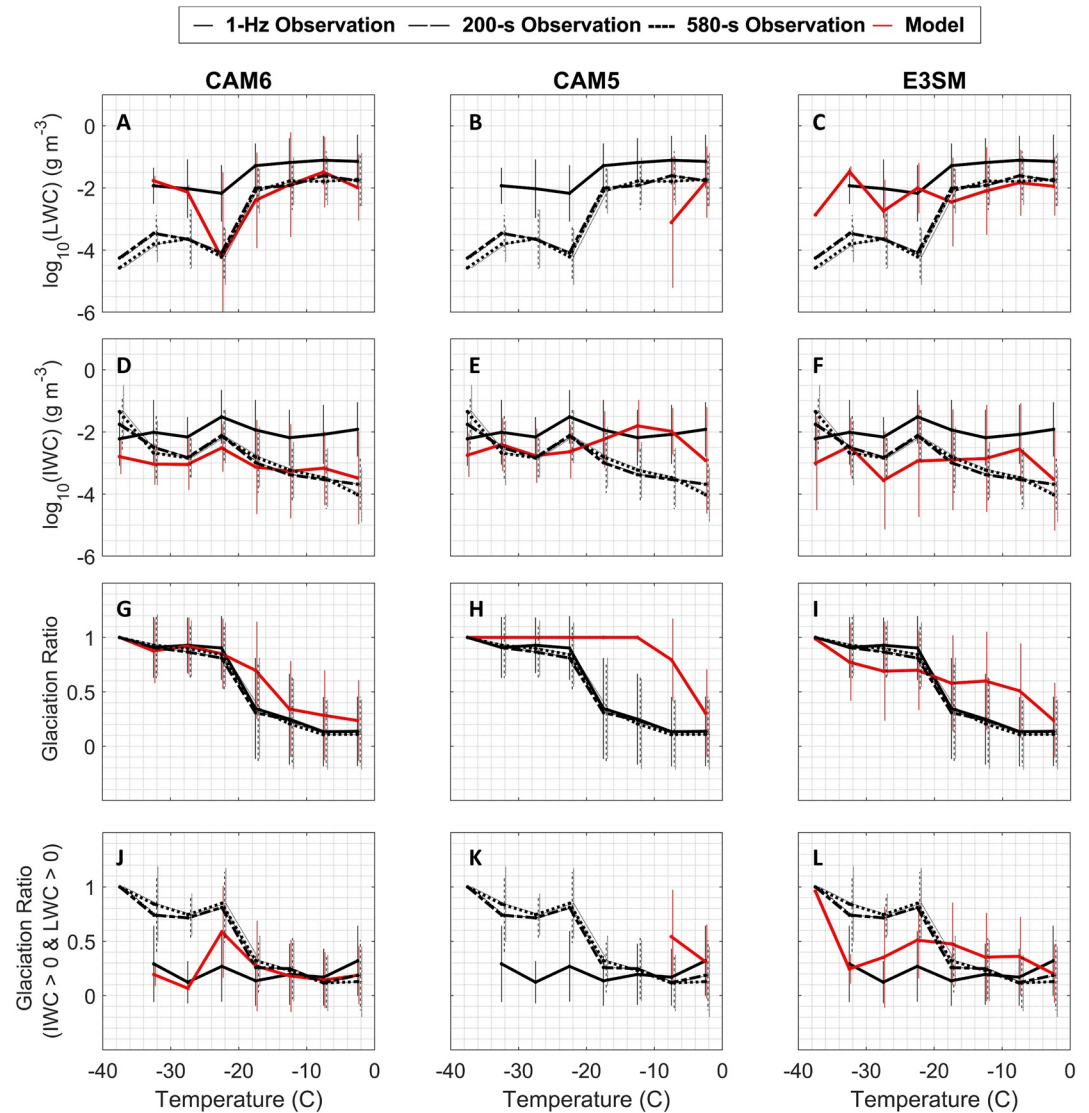 1-Hz Observation 200-s Observation 580-s Observation Model
CAM6 CAM5 E3SM
A B C
log10(LWC) (g m-3)
0
-2
-4
-6
D E F
log10(IWC) (g m-3)
0
-2
-4
-6
G H I
Glaciation Ratio
1
0.5
0
J K L
Glaciation Ratio
(IWC > 0 & LWC > 0)
1
0.5
0
-40 -30 -20 -10 0 -40 -30 -20 -10 0 -40 -30 -20 -10 0
Temperature (C) Temperature (C) Temperature (C)